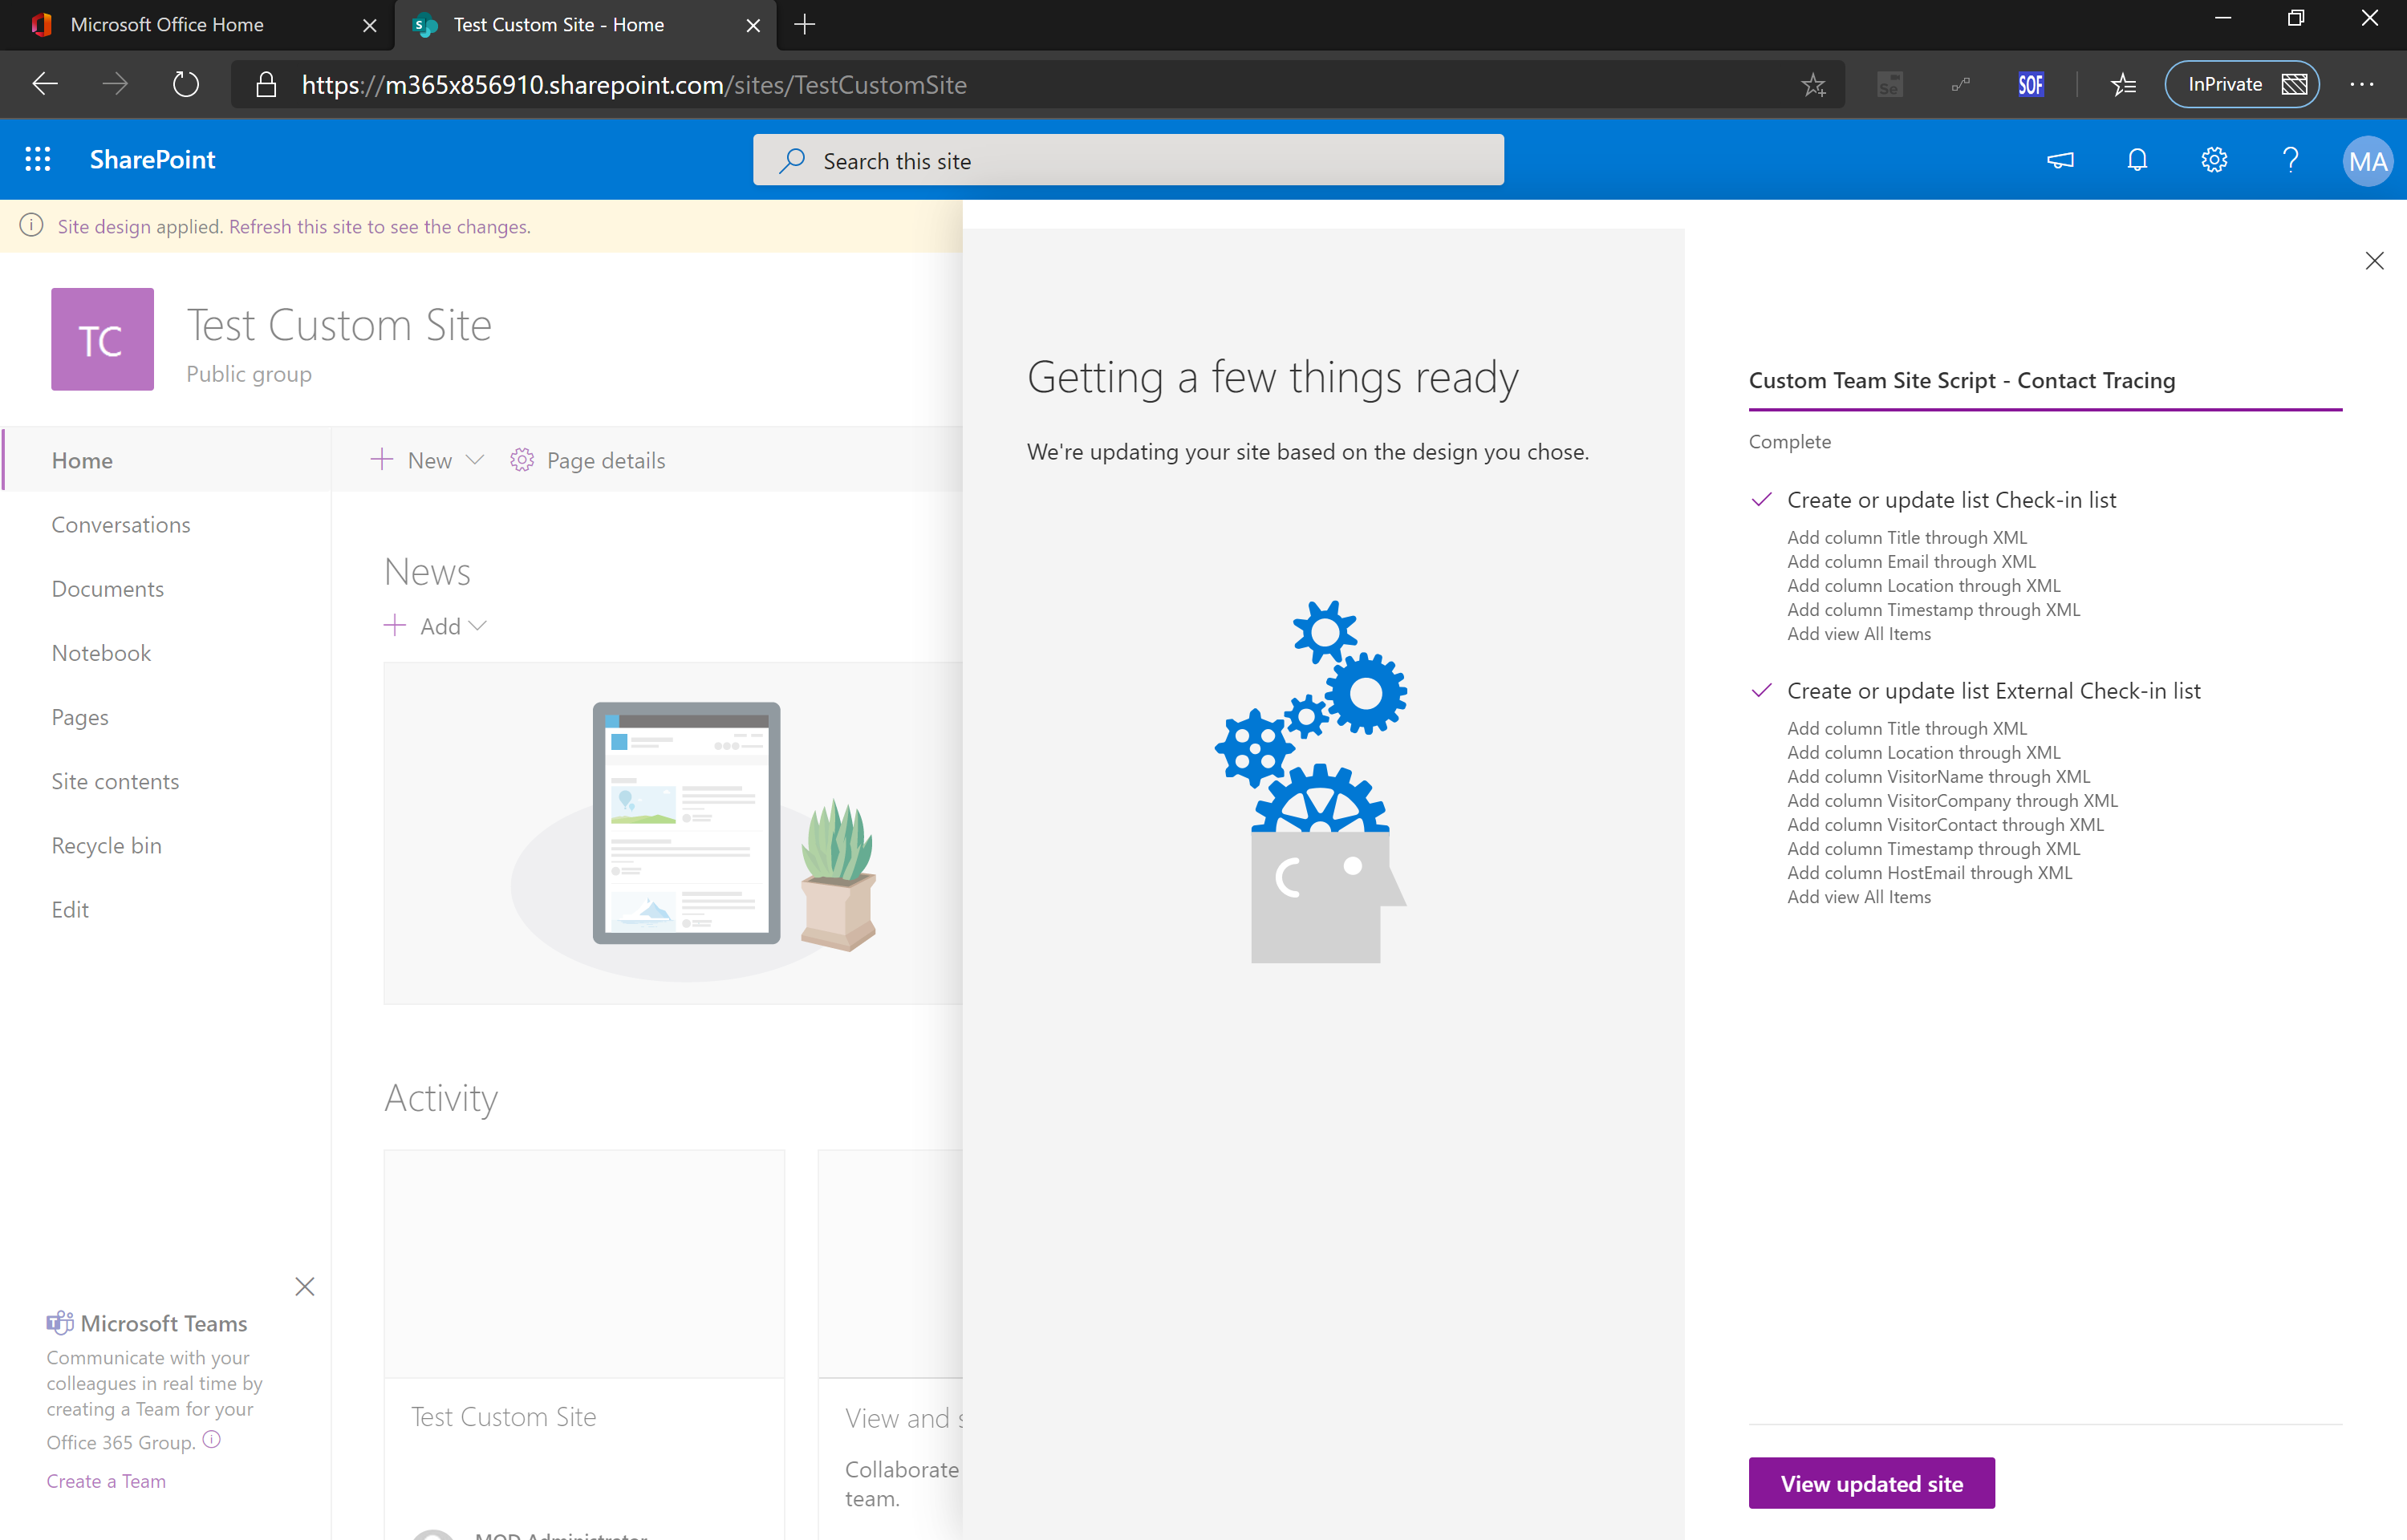 Microsoft Office Home
Test Custom Site - Home
https://m365x856910.sharepoint.com/sites/TestCustomSite
Se
SOF
InPrivate
SharePoint
Search this site
MA
Site design applied. Refresh this site to see the changes.
TC
Test Custom Site
Public group
Home
Conversations
Documents
Notebook
Pages
Site contents
Recycle bin
Edit
New
Page details
News
Add
Activity
Test Custom Site
MOD Administrator
View and s
Collaborate
team.
Microsoft Teams
Communicate with your
colleagues in real time by
creating a Team for your
Office 365 Group.
Create a Team
Getting a few things ready
We're updating your site based on the design you chose.
Custom Team Site Script - Contact Tracing
Complete
Create or update list Check-in list
Add column Title through XML
Add column Email through XML
Add column Location through XML
Add column Timestamp through XML
Add view All Items
Create or update list External Check-in list
Add column Title through XML
Add column Location through XML
Add column VisitorName through XML
Add column VisitorCompany through XML
Add column VisitorContact through XML
Add column Timestamp through XML
Add column HostEmail through XML
Add view All Items
View updated site